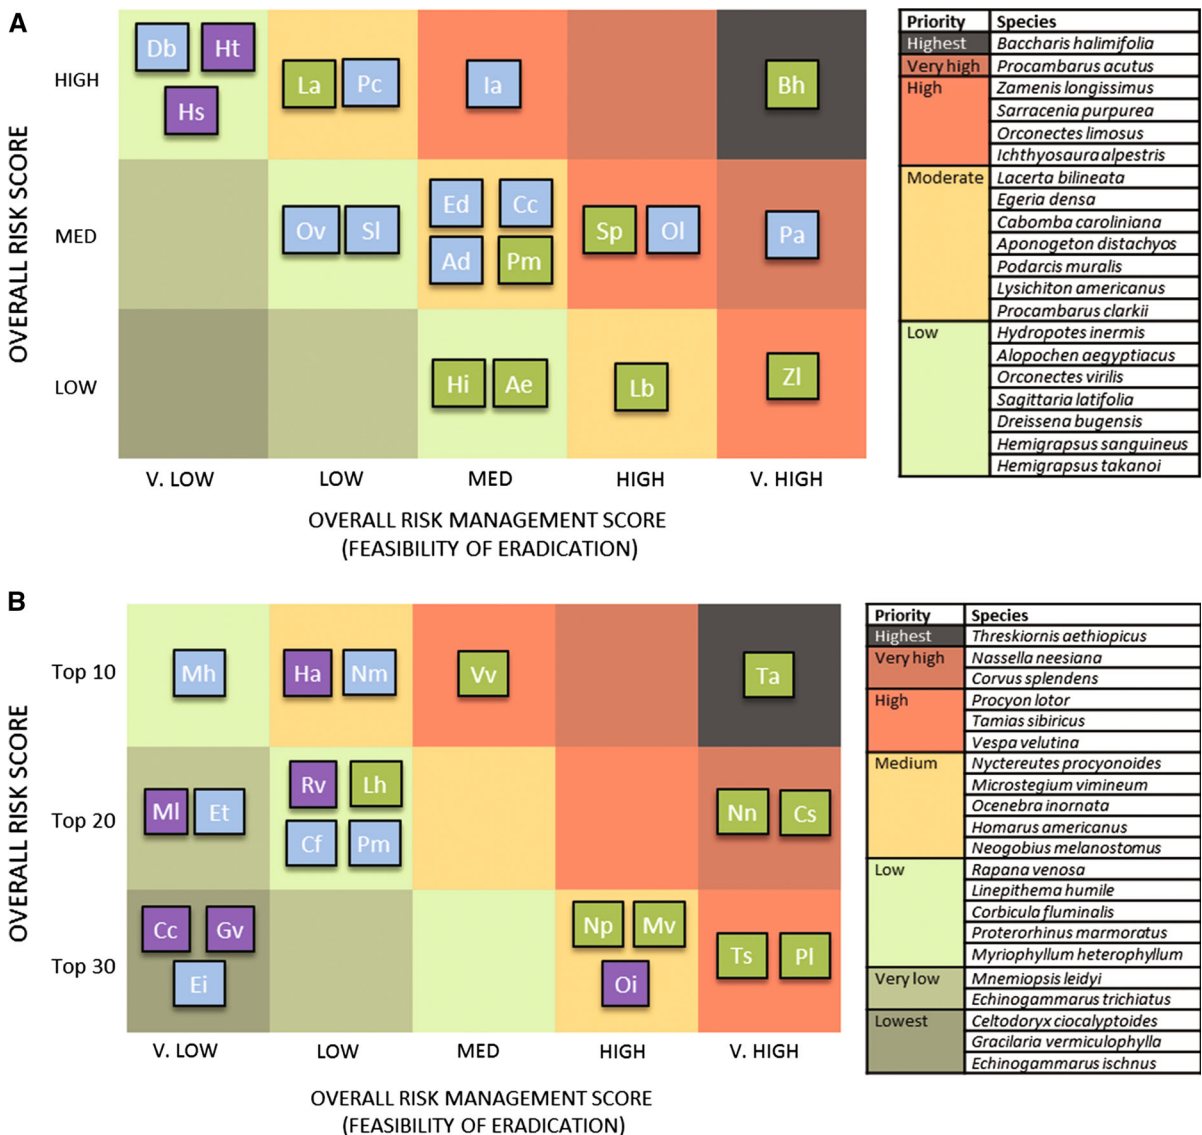 A
OVERALL RISK SCORE
HIGH
MED
LOW
Db
Ht
Hs
La
Pc
Ia
Bh
Ov
Sl
Ed
Cc
Ad
Pm
Sp
Ol
Pa
Hi
Ae
Lb
Zl
V. LOW
LOW
MED
HIGH
V. HIGH
OVERALL RISK MANAGEMENT SCORE
(FEASIBILITY OF ERADICATION)
Priority Species
Highest Baccharis halimifolia
Very high Procambarus acutus
High Zamenis longissimus
Sarracenia purpurea
Orconectes limosus
Ichthyosaura alpestris
Moderate Lacerta bilineata
Egeria densa
Cabomba caroliniana
Aponogeton distachyos
Podarcis muralis
Lysichiton americanus
Procambarus clarkii
Low Hydropotes inermis
Alopochen aegyptiacus
Orconectes virilis
Sagittaria latifolia
Dreissena bugensis
Hemigrapsus sanguineus
Hemigrapsus takanoi
B
OVERALL RISK SCORE
Top 10
Top 20
Top 30
Mh
Ha
Nm
Vv
Ta
Ml
Et
Rv
Lh
Cf
Pm
Nn
Cs
Cc
Gv
Ei
Np
Mv
Oi
Ts
Pl
V. LOW
LOW
MED
HIGH
V. HIGH
OVERALL RISK MANAGEMENT SCORE
(FEASIBILITY OF ERADICATION)
Priority Species
Highest Threskiornis aethiopicus
Very high Nassella neesiana
Corvus splendens
High Procyon lotor
Tamias sibiricus
Vespa velutina
Medium Nyctereutes procyonoides
Microstegium vimineum
Ocenebra inornata
Homarus americanus
Neogobius melanostomus
Low Rapana venosa
Linepithema humile
Corbicula fluminalis
Proterorhinus marmoratus
Myriophyllum heterophyllum
Very low Mnemiopsis leidyi
Echinogammarus trichiatus
Lowest Celtodoryx ciocalyptoides
Gracilaria vermiculophylla
Echinogammarus ischnus